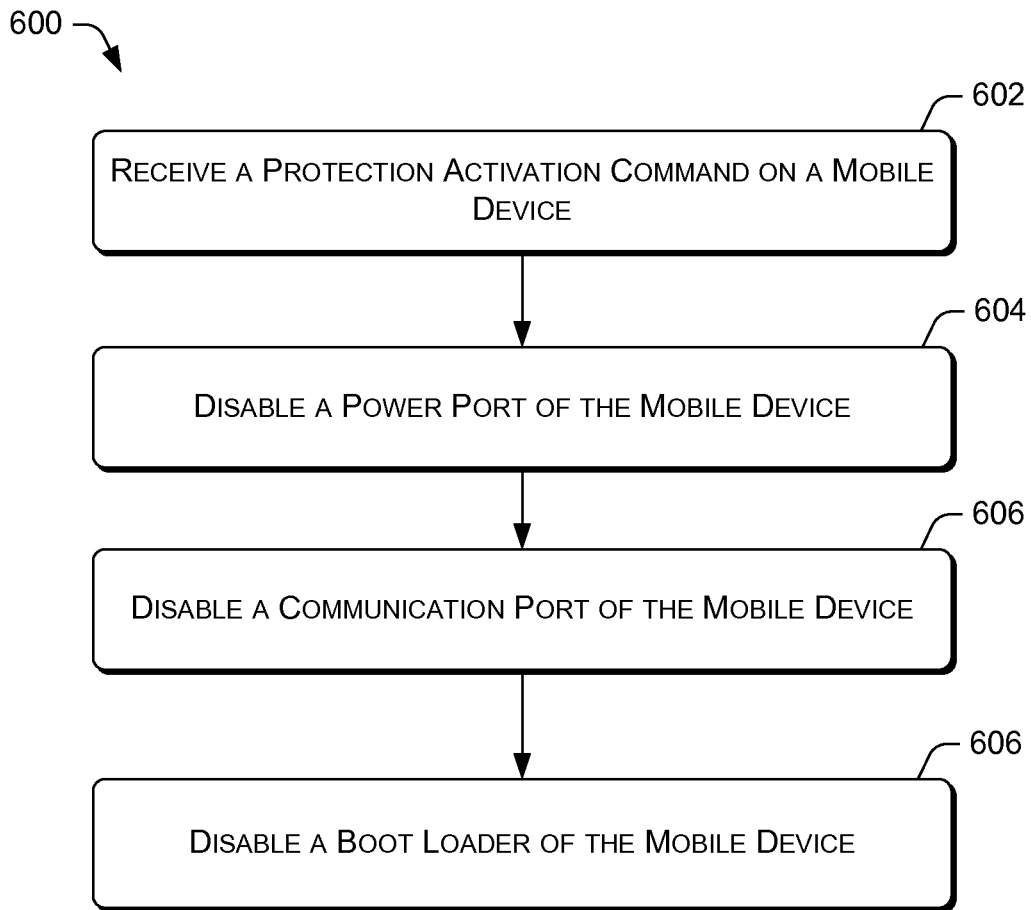 600
602
RECEIVE A PROTECTION ACTIVATION COMMAND ON A MOBILE
DEVICE
604
DISABLE A POWER PORT OF THE MOBILE DEVICE
606
DISABLE A COMMUNICATION PORT OF THE MOBILE DEVICE
606
DISABLE A BOOT LOADER OF THE MOBILE DEVICE